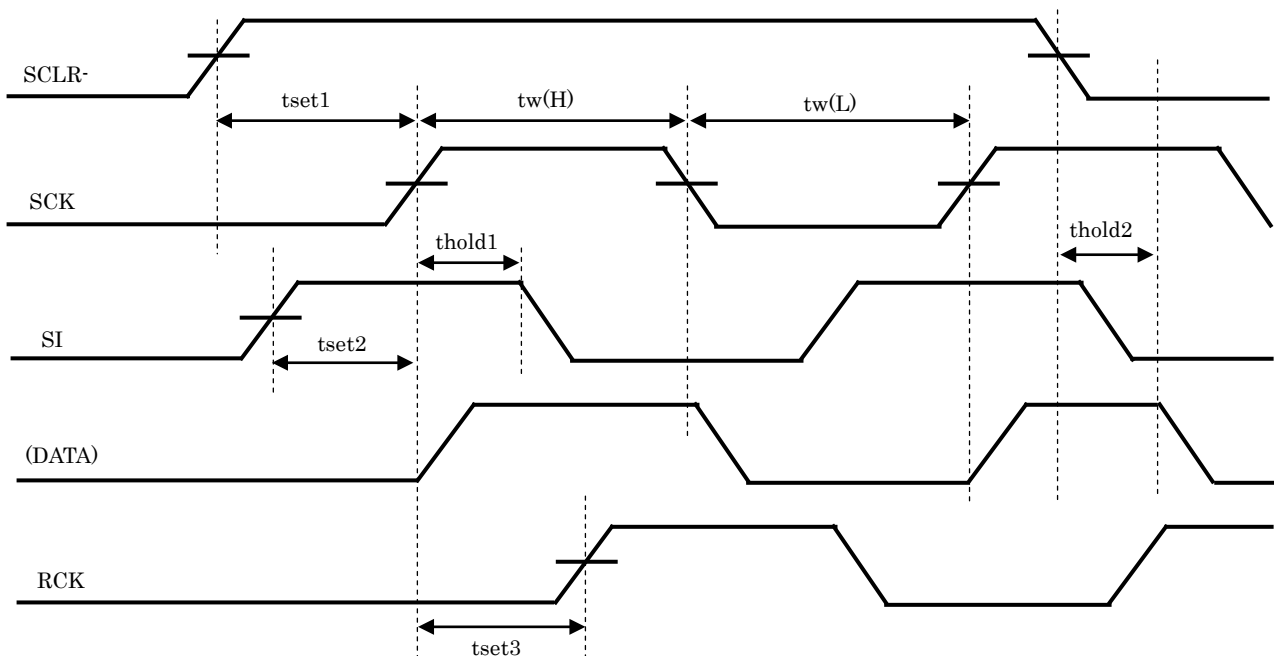 SCLR-
tset1
tw(H)
tw(L)
SCK
thold1
thold2
SI
tset2
(DATA)
RCK
tset3